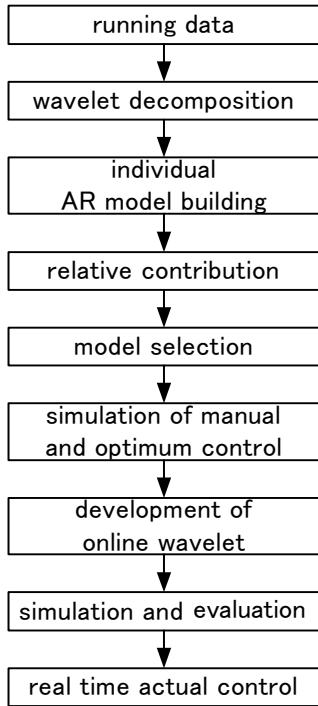 running data
wavelet decomposition
individual
AR model building
relative contribution
model selection
simulation of manual
and optimum control
development of
online wavelet
simulation and evaluation
real time actual control